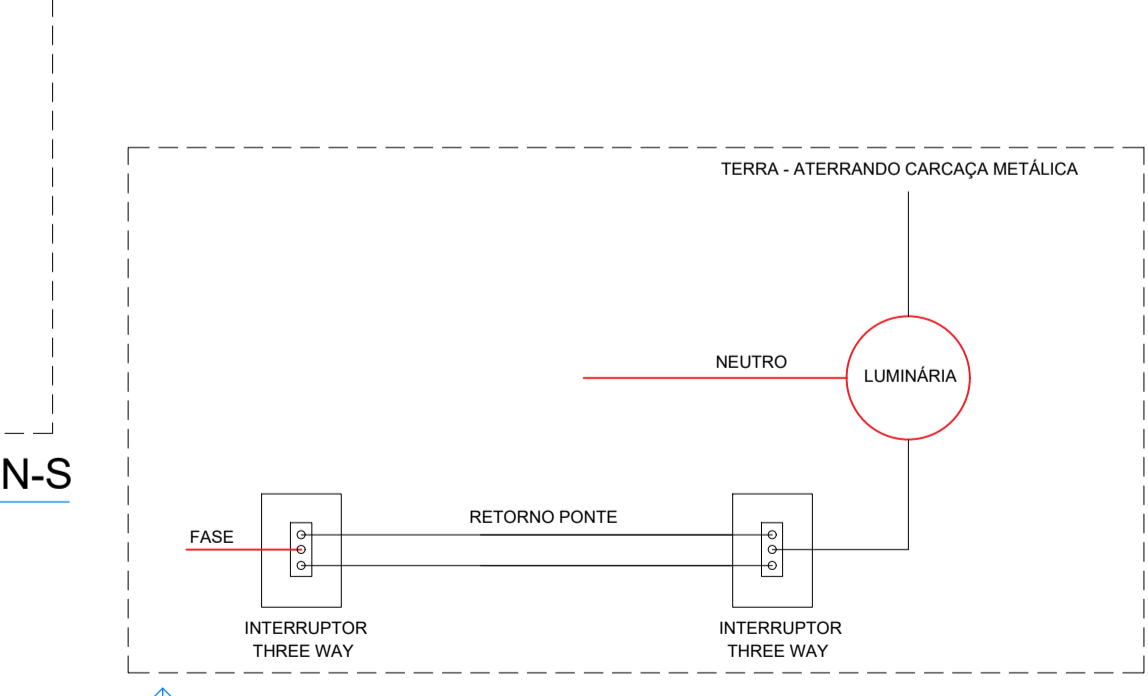 TERRA - ATERRANDO CARCAÇA METÁLICA
NEUTRO
LUMINÁRIA
N-S
RETORNO PONTE
FASE
INTERRUPTOR
THREE WAY
INTERRUPTOR
THREE WAY